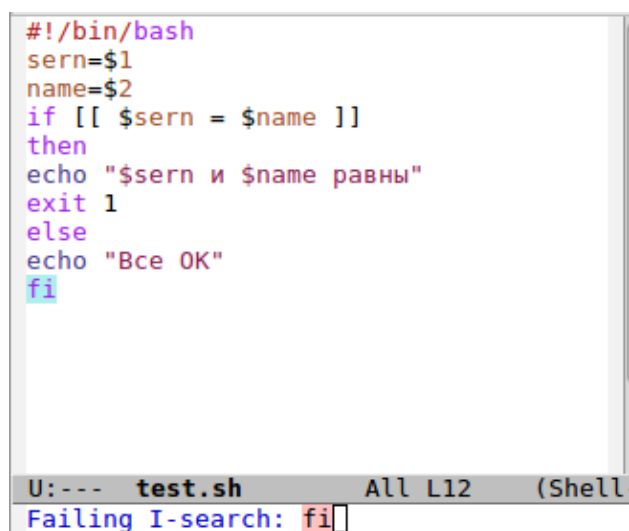 #!/bin/bash
sern=$1
name=$2
if [[ $sern = $name ]]
then
echo "$sern и $name равны"
exit 1
else
echo "Все OK"
fi
U:--- test.sh All L12 (Shell
Failing I-search: fi